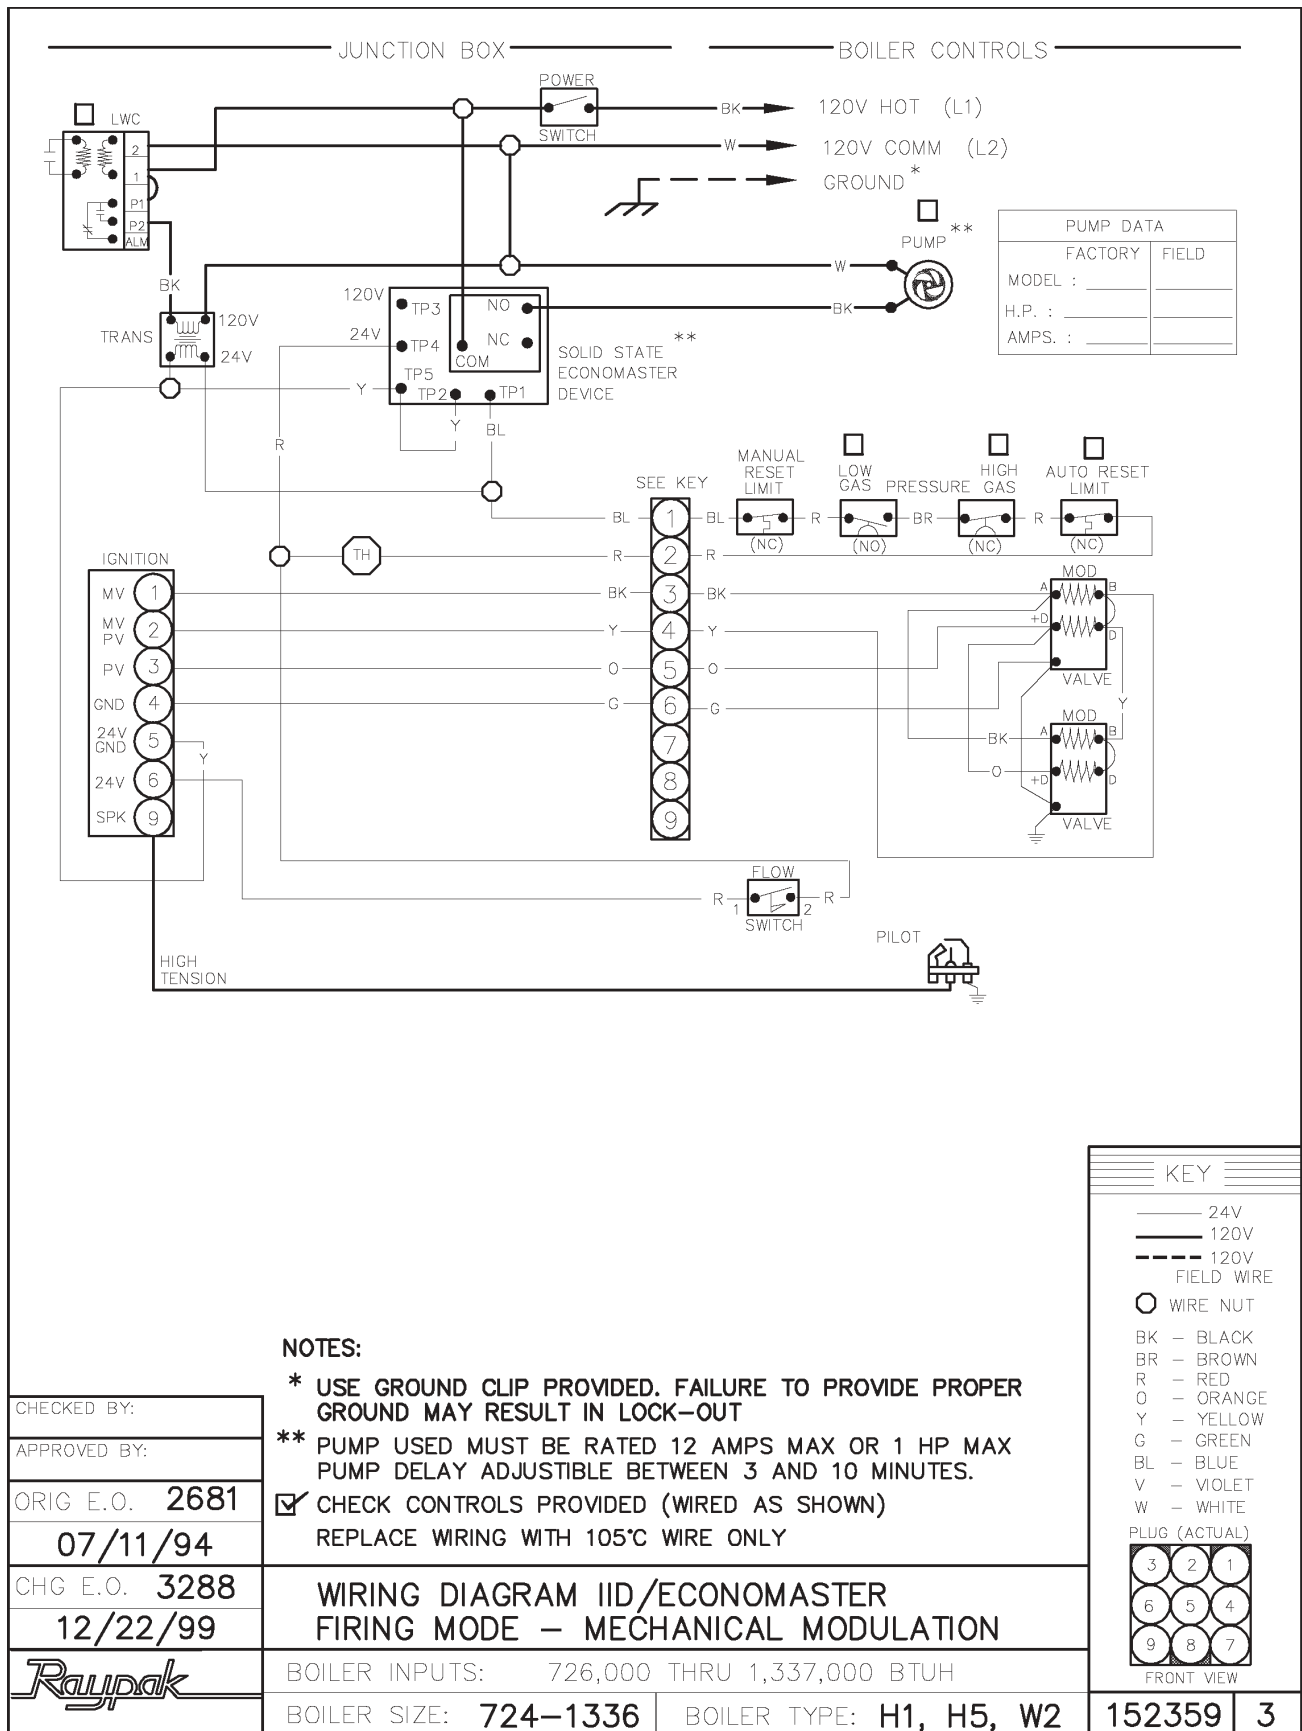 JUNCTION BOX
BOILER CONTROLS
POWER
SWITCH
BK
120V HOT (L1)
W
120V COMM (L2)
GROUND *
LWC
2
1
P1
P2
ALM
BK
TRANS
120V
24V
PUMP **
W
BK
PUMP DATA
FACTORY FIELD
MODEL :
H.P. :
AMPS. :
120V
TP3
24V
TP4
TP5
TP2
TP1
NO
NC
COM
SOLID STATE **
ECONOMASTER
DEVICE
Y
Y
BL
R
SEE KEY
MANUAL
RESET
LIMIT
(NC)
LOW
GAS
PRESSURE
HIGH
GAS
(NO)
(NC)
AUTO RESET
LIMIT
(NC)
BL 1 BL R BR R
TH
R 2 R
BK 3 BK
Y 4 Y
O 5 O
G 6 G
7
8
9
IGNITION
MV 1
MV
PV 2
PV 3
GND 4
24V
GND 5
Y
24V 6
SPK 9
MOD
A B
+D D
VALVE
Y
MOD
BK A B
O +D D
VALVE
FLOW
R 1 2 R
SWITCH
PILOT
HIGH
TENSION
KEY
24V
120V
120V
FIELD WIRE
WIRE NUT
BK – BLACK
BR – BROWN
R – RED
O – ORANGE
Y – YELLOW
G – GREEN
BL – BLUE
V – VIOLET
W – WHITE
PLUG (ACTUAL)
3 2 1
6 5 4
9 8 7
FRONT VIEW
NOTES:
* USE GROUND CLIP PROVIDED. FAILURE TO PROVIDE PROPER
GROUND MAY RESULT IN LOCK–OUT
** PUMP USED MUST BE RATED 12 AMPS MAX OR 1 HP MAX
PUMP DELAY ADJUSTIBLE BETWEEN 3 AND 10 MINUTES.
CHECK CONTROLS PROVIDED (WIRED AS SHOWN)
REPLACE WIRING WITH 105°C WIRE ONLY
CHECKED BY:
APPROVED BY:
ORIG E.O. 2681
07/11/94
CHG E.O. 3288
12/22/99
Raypak
WIRING DIAGRAM IID/ECONOMASTER
FIRING MODE – MECHANICAL MODULATION
BOILER INPUTS: 726,000 THRU 1,337,000 BTUH
BOILER SIZE: 724–1336
BOILER TYPE: H1, H5, W2
152359 3